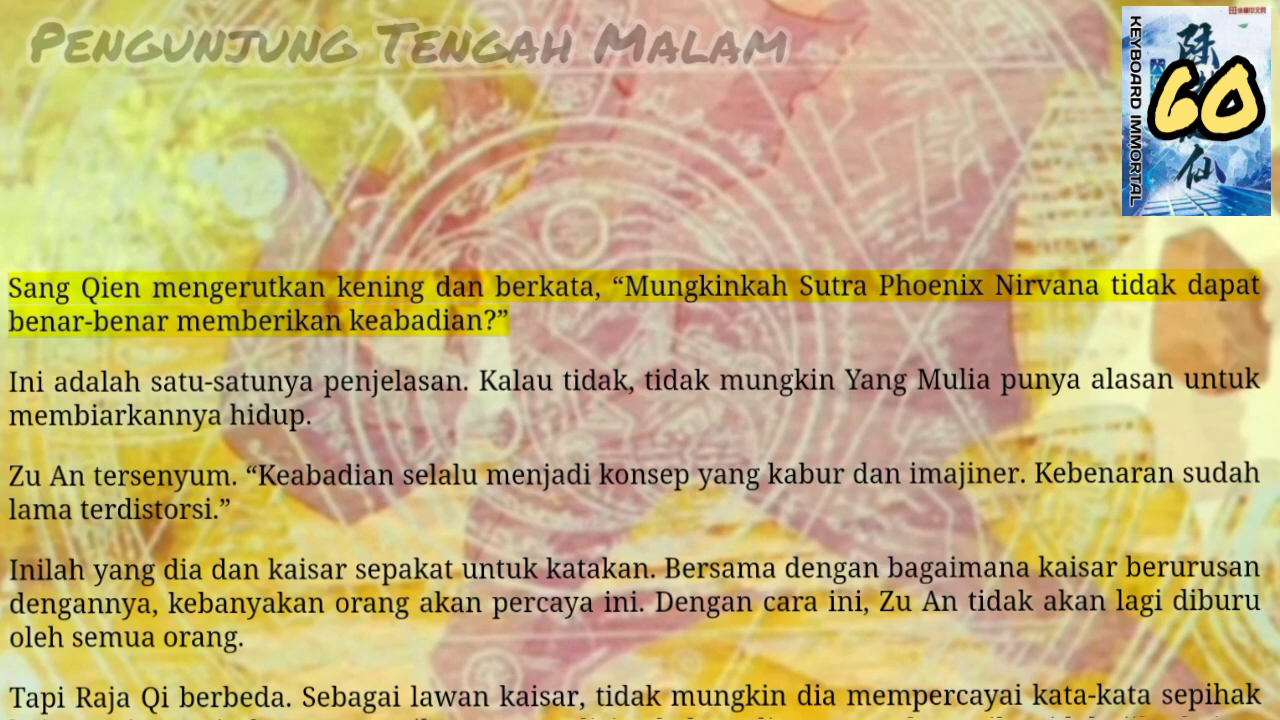 Pengunjung Tengah Malam
60
KEYBOARD IMMORTAL
仙
Sang Qien mengerutkan kening dan berkata, “Mungkinkah Sutra Phoenix Nirvana tidak dapat
benar-benar memberikan keabadian?”
Ini adalah satu-satunya penjelasan. Kalau tidak, tidak mungkin Yang Mulia punya alasan untuk
membiarkannya hidup.
Zu An tersenyum. “Keabadian selalu menjadi konsep yang kabur dan imajiner. Kebenaran sudah
lama terdistorsi.”
Inilah yang dia dan kaisar sepakat untuk katakan. Bersama dengan bagaimana kaisar berurusan
dengannya, kebanyakan orang akan percaya ini. Dengan cara ini, Zu An tidak akan lagi diburu
oleh semua orang.
Tapi Raja Qi berbeda. Sebagai lawan kaisar, tidak mungkin dia mempercayai kata-kata sepihak